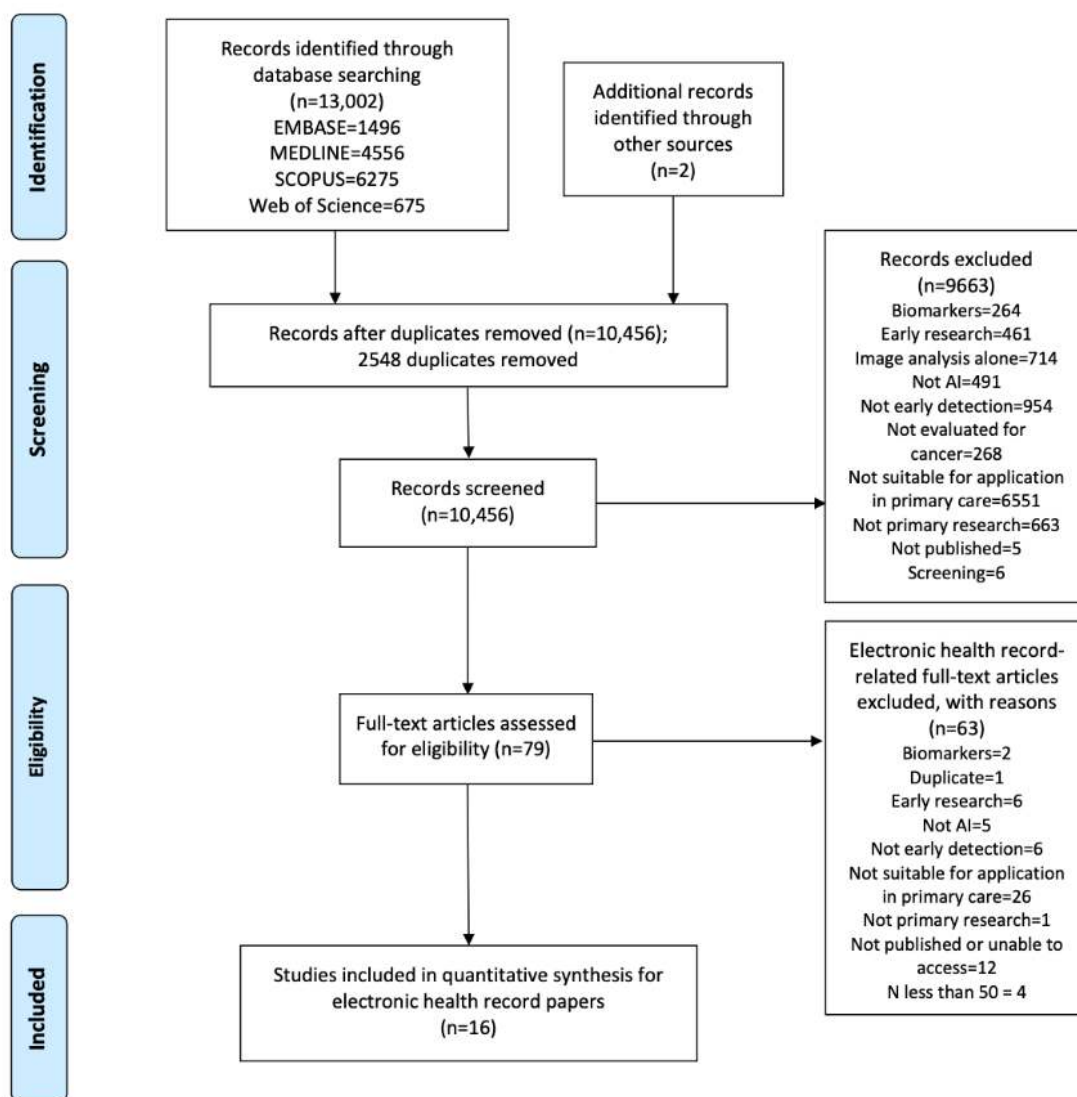 Identification
Records identified through
database searching
(n=13,002)
EMBASE=1496
MEDLINE=4556
SCOPUS=6275
Web of Science=675
Additional records
identified through
other sources
(n=2)
Screening
Records after duplicates removed (n=10,456);
2548 duplicates removed
Records screened
(n=10,456)
Records excluded
(n=9663)
Biomarkers=264
Early research=461
Image analysis alone=714
Not AI=491
Not early detection=954
Not evaluated for
cancer=268
Not suitable for application
in primary care=6551
Not primary research=663
Not published=5
Screening=6
Eligibility
Full-text articles assessed
for eligibility (n=79)
Electronic health record-
related full-text articles
excluded, with reasons
(n=63)
Biomarkers=2
Duplicate=1
Early research=6
Not AI=5
Not early detection=6
Not suitable for application
in primary care=26
Not primary research=1
Not published or unable to
access=12
N less than 50 = 4
Included
Studies included in quantitative synthesis for
electronic health record papers
(n=16)